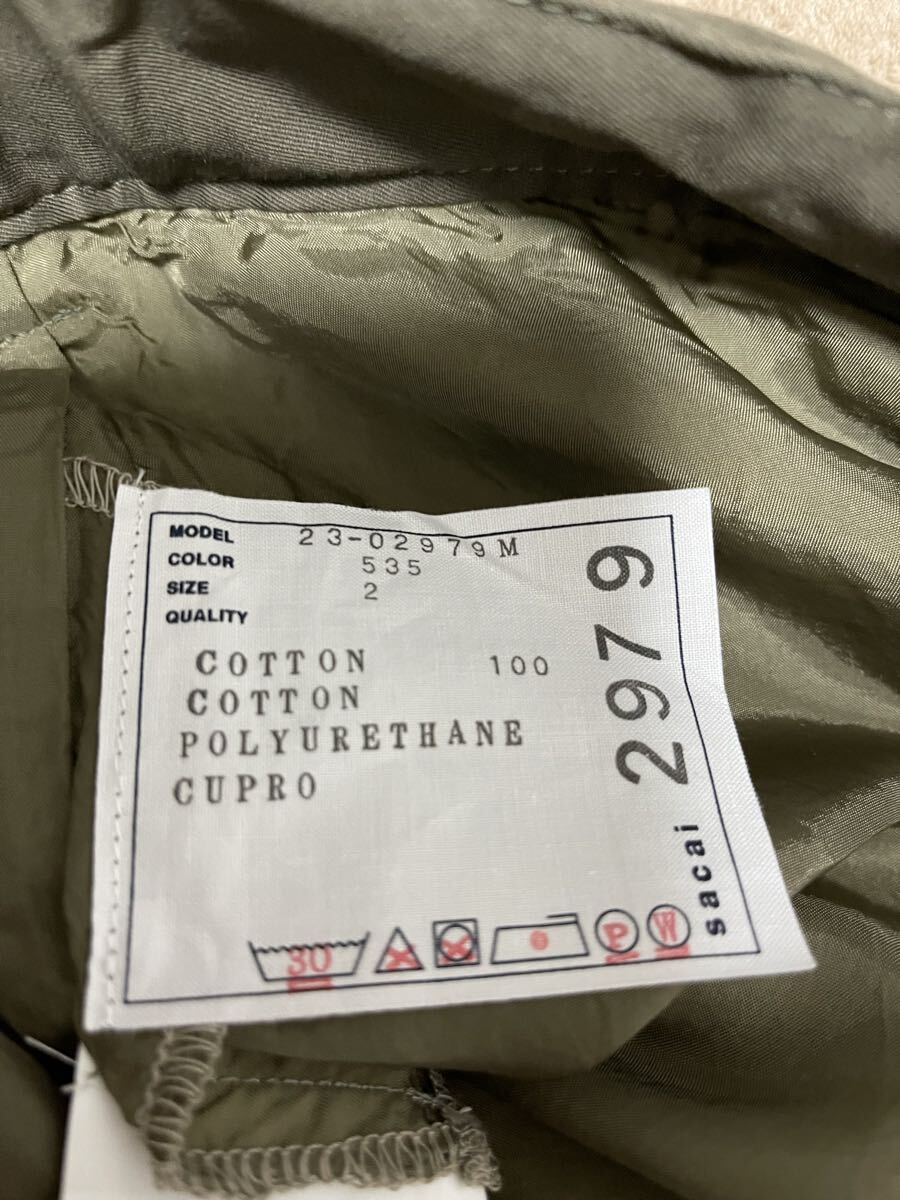 MODEL 23-02979M
COLOR 535
SIZE 2
QUALITY
COTTON 100
COTTON
POLYURETHANE
CUPRO
2979
sacai
30
P
W